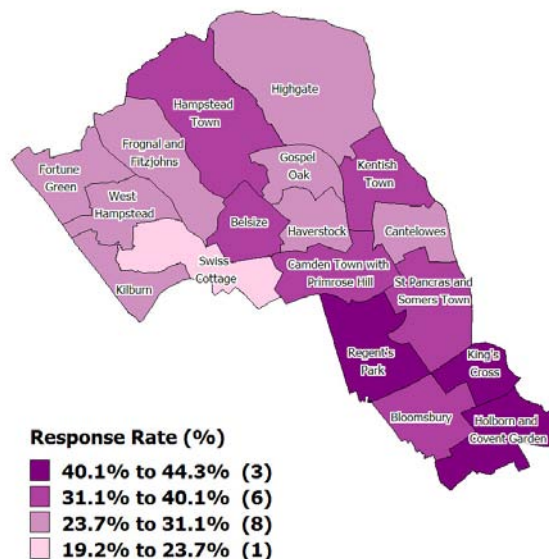 Highgate
Hampstead
Town
Frognal and
Fitzjohns
Gospel
Oak
Kentish
Town
Fortune
Green
West
Hampstead
Belsize
Haverstock
Cantelowes
Swiss
Cottage
Camden Town with
Primrose Hill
St Pancras and
Somers Town
Kilburn
Regent's
Park
King's
Cross
Bloomsbury
Holborn and
Covent Garden
Response Rate (%)
40.1% to 44.3% (3)
31.1% to 40.1% (6)
23.7% to 31.1% (8)
19.2% to 23.7% (1)